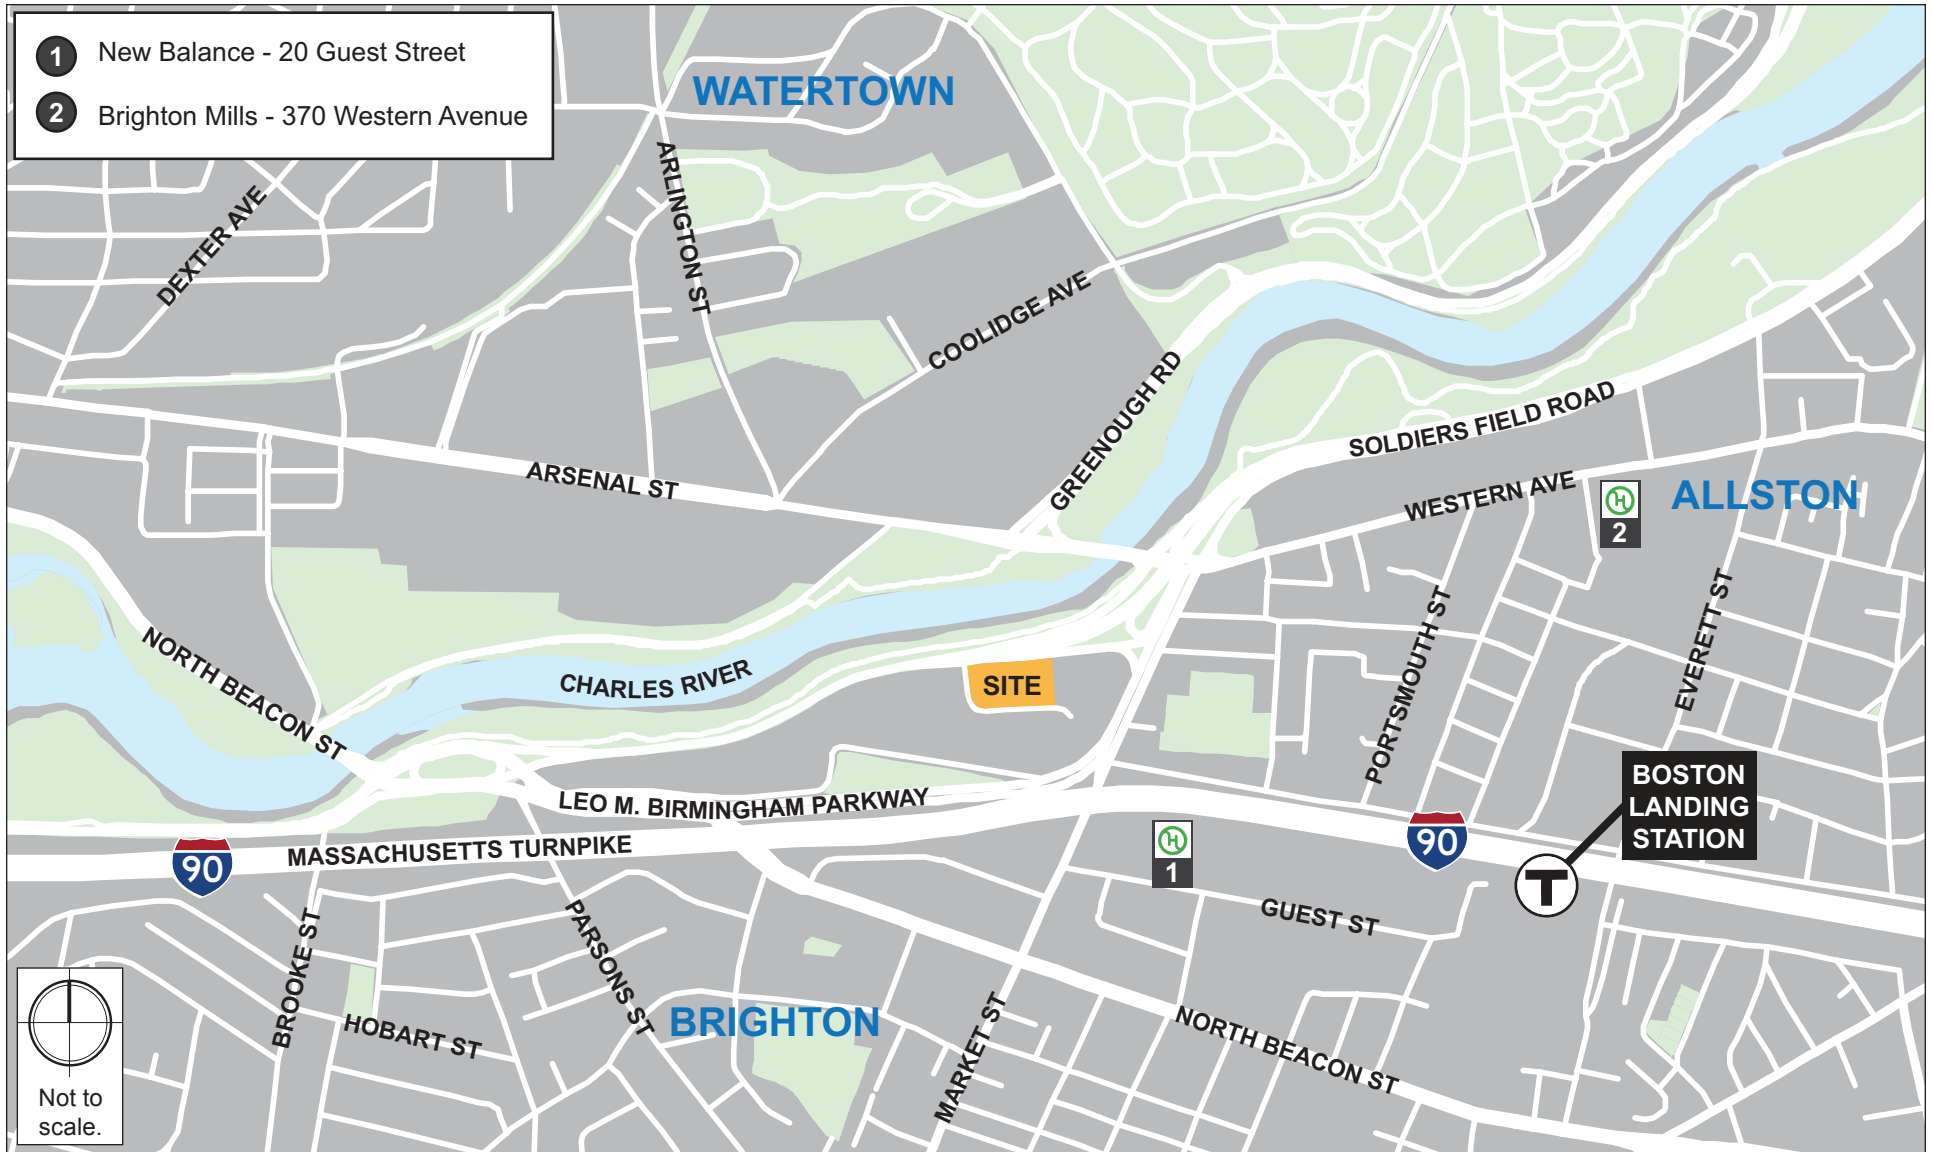 1 New Balance - 20 Guest Street
2 Brighton Mills - 370 Western Avenue
WATERTOWN
DEXTER AVE
ARLINGTON ST
COOLIDGE AVE
GREENOUGH RD
SOLDIERS FIELD ROAD
ARSENAL ST
WESTERN AVE
ALLSTON
H
2
PORTSMOUTH ST
EVERETT ST
NORTH BEACON ST
CHARLES RIVER
SITE
LEO M. BIRMINGHAM PARKWAY
MASSACHUSETTS TURNPIKE
90
H
1
90
BOSTON
LANDING
STATION
T
GUEST ST
BROOKE ST
PARSONS ST
HOBART ST
BRIGHTON
MARKET ST
NORTH BEACON ST
Not to
scale.